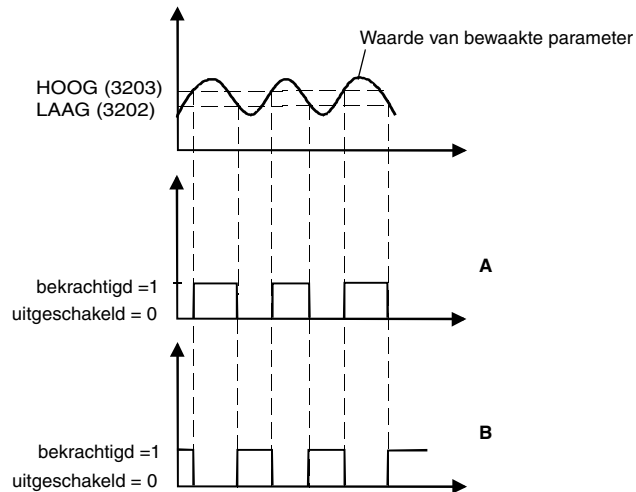 Waarde van bewaakte parameter
HOOG (3203)
LAAG (3202)
A
bekrachtigd =1
uitgeschakeld = 0
B
bekrachtigd =1
uitgeschakeld = 0